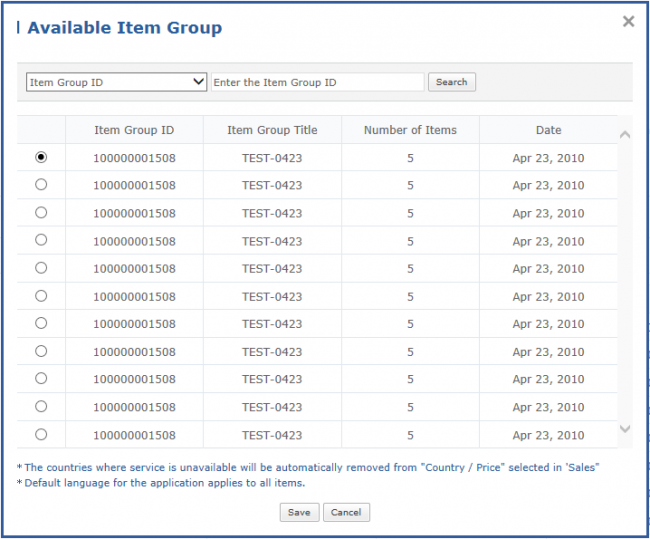 Available Item Group
Item Group ID Enter the Item Group ID Search
Item Group ID Item Group Title Number of Items Date
100000001508 TEST-0423 5 Apr 23, 2010
100000001508 TEST-0423 5 Apr 23, 2010
100000001508 TEST-0423 5 Apr 23, 2010
100000001508 TEST-0423 5 Apr 23, 2010
100000001508 TEST-0423 5 Apr 23, 2010
100000001508 TEST-0423 5 Apr 23, 2010
100000001508 TEST-0423 5 Apr 23, 2010
100000001508 TEST-0423 5 Apr 23, 2010
100000001508 TEST-0423 5 Apr 23, 2010
100000001508 TEST-0423 5 Apr 23, 2010
100000001508 TEST-0423 5 Apr 23, 2010
* The countries where service is unavailable will be automatically removed from "Country / Price" selected in 'Sales"
* Default language for the application applies to all items.
Save Cancel